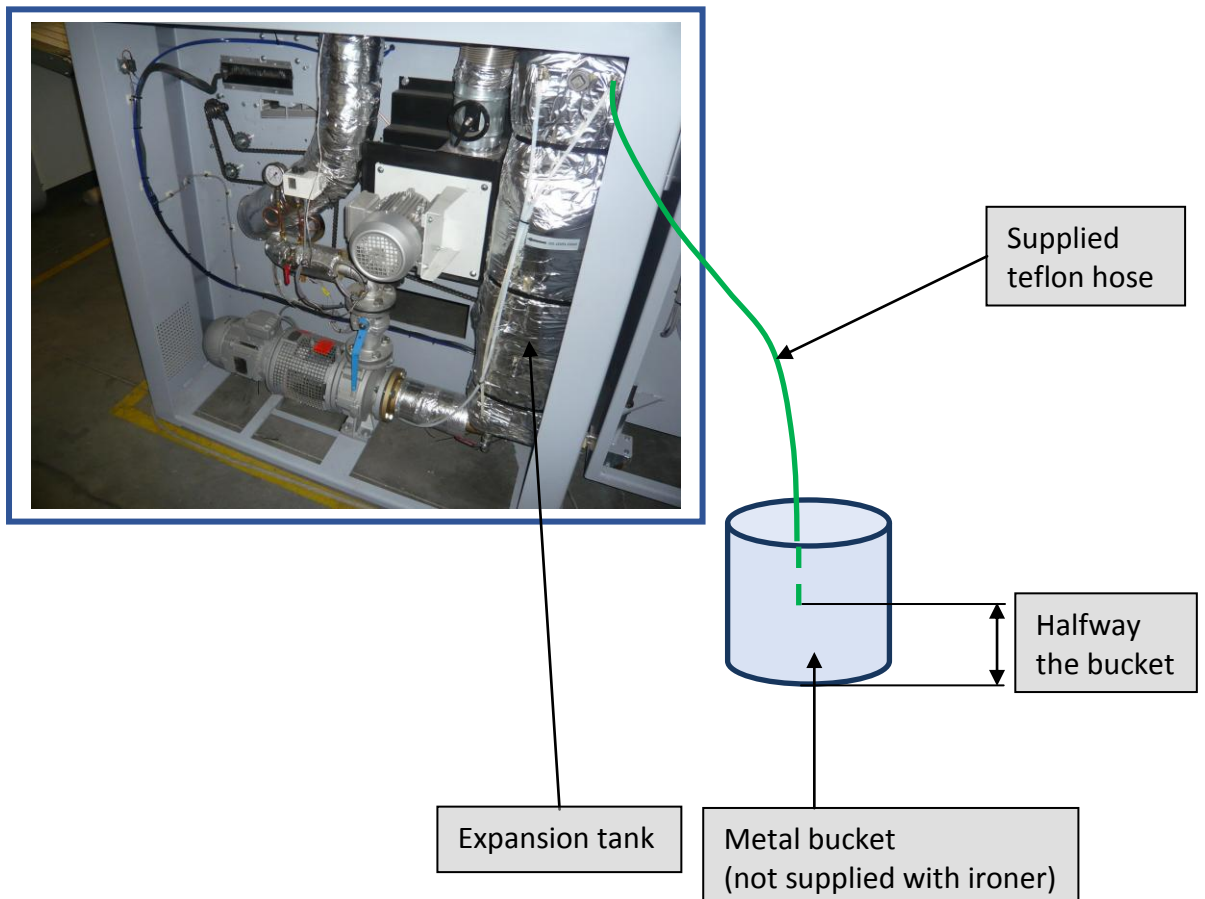 Supplied
teflon hose
Halfway
the bucket
Expansion tank
Metal bucket
(not supplied with ironer)